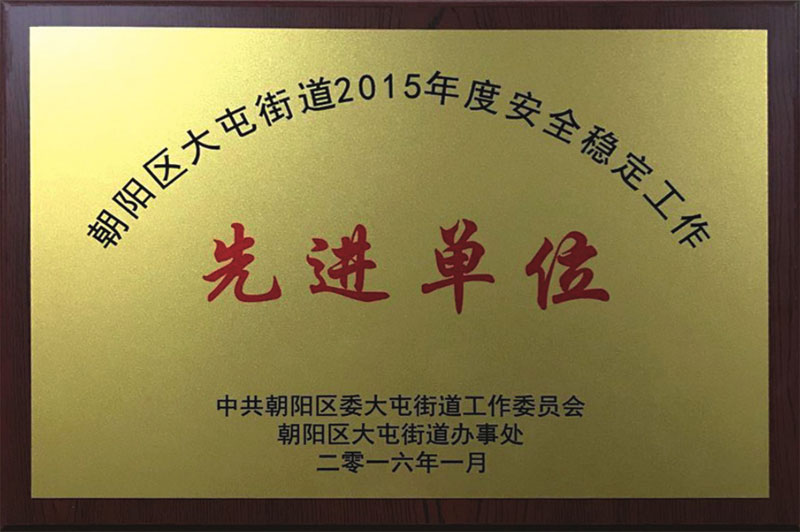 朝阳区大屯街道2015年度安全稳定工作
先进单位
中共朝阳区委大屯街道工作委员会
朝阳区大屯街道办事处
二零一六年一月